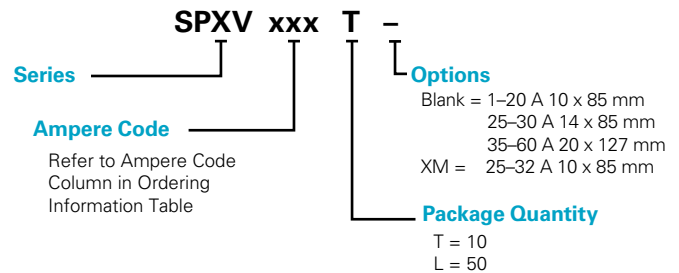 SPXV xxx T –
Series
Options
Blank = 1–20 A 10 x 85 mm
25–30 A 14 x 85 mm
35–60 A 20 x 127 mm
XM = 25–32 A 10 x 85 mm
Ampere Code
Refer to Ampere Code
Column in Ordering
Information Table
Package Quantity
T = 10
L = 50